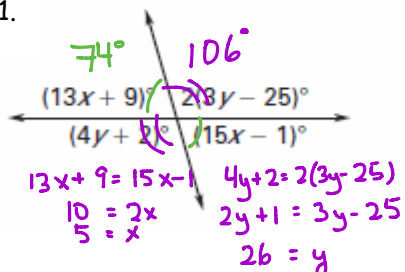 1.
74° 106°
(13x + 9)° 2(3y – 25)°
(4y + 2)° (15x – 1)°
13x + 9 = 15x - 1 4y+2 = 2(3y-25)
10 = 2x 2y+1 = 3y-25
5 = x 26 = y